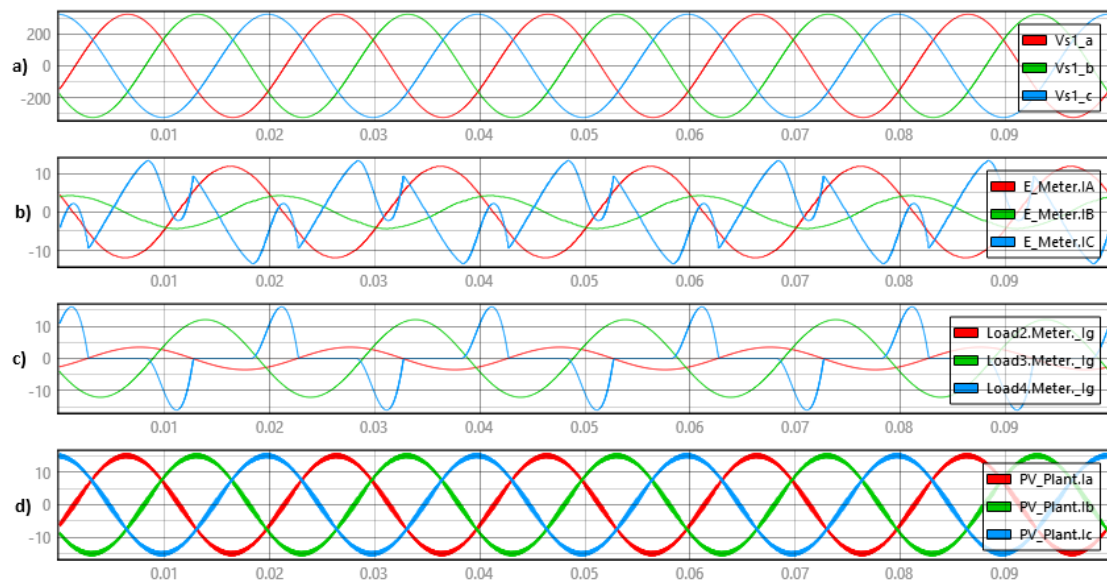 a)
200
0
-200
Vs1_a
Vs1_b
Vs1_c
0.01 0.02 0.03 0.04 0.05 0.06 0.07 0.08 0.09
b)
10
0
-10
E_Meter.IA
E_Meter.IB
E_Meter.IC
0.01 0.02 0.03 0.04 0.05 0.06 0.07 0.08 0.09
c)
10
0
-10
Load2.Meter._Ig
Load3.Meter._Ig
Load4.Meter._Ig
0.01 0.02 0.03 0.04 0.05 0.06 0.07 0.08 0.09
d)
10
0
-10
PV_Plant.Ia
PV_Plant.Ib
PV_Plant.Ic
0.01 0.02 0.03 0.04 0.05 0.06 0.07 0.08 0.09